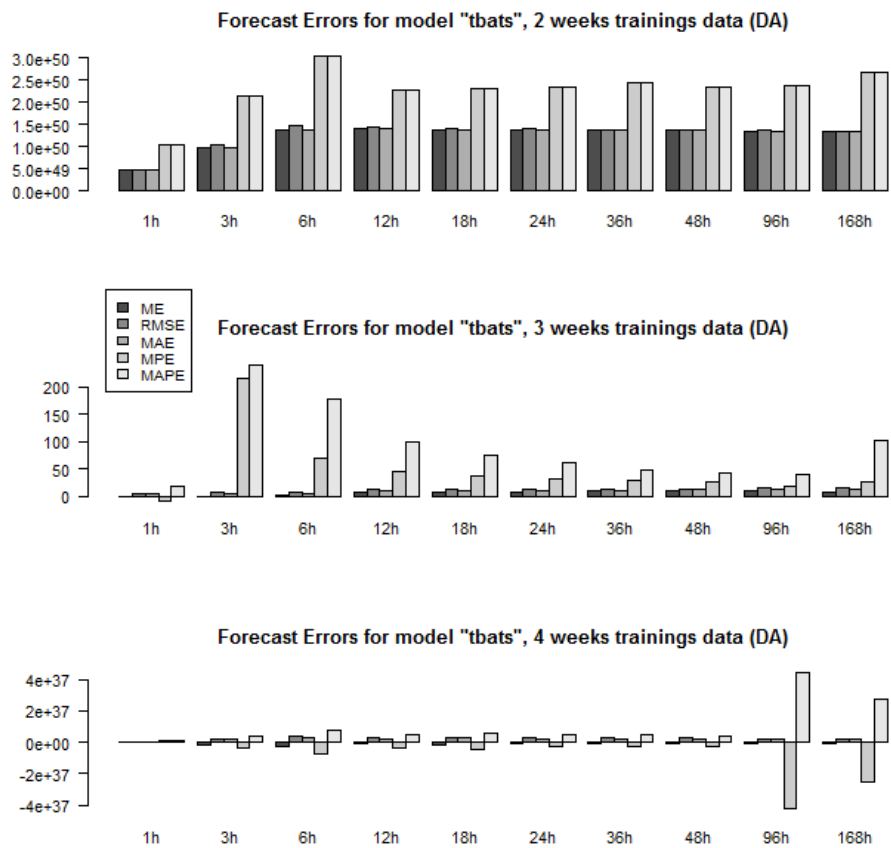 Forecast Errors for model "tbats", 2 weeks trainings data (DA)
3.0e+50
2.5e+50
2.0e+50
1.5e+50
1.0e+50
5.0e+49
0.0e+00
1h 3h 6h 12h 18h 24h 36h 48h 96h 168h
ME
RMSE
MAE
MPE
MAPE
Forecast Errors for model "tbats", 3 weeks trainings data (DA)
200
150
100
50
0
1h 3h 6h 12h 18h 24h 36h 48h 96h 168h
Forecast Errors for model "tbats", 4 weeks trainings data (DA)
4e+37
2e+37
0e+00
-2e+37
-4e+37
1h 3h 6h 12h 18h 24h 36h 48h 96h 168h